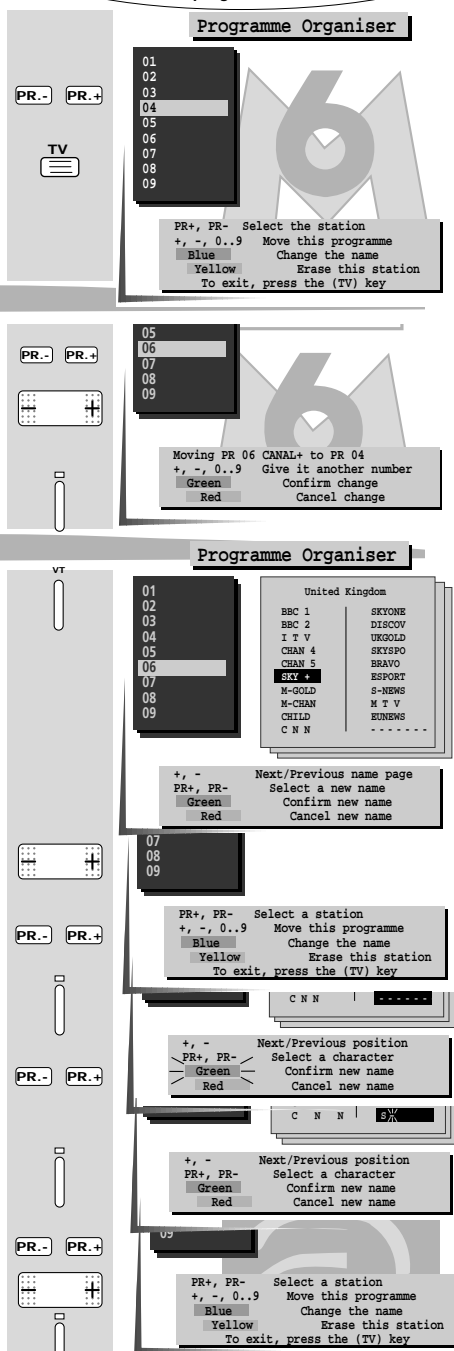 Programme Organiser
01
02
03
04
05
06
07
08
09
PR.- PR.+
TV
6
PR+, PR- Select the station
+, -, 0..9 Move this programme
Blue Change the name
Yellow Erase this station
To exit, press the (TV) key
05
06
07
08
09
PR.- PR.+
- +
6
Moving PR 06 CANAL+ to PR 04
+, -, 0..9 Give it another number
Green Confirm change
Red Cancel change
Programme Organiser
VT
01
02
03
04
05
06
07
08
09
United Kingdom
BBC 1 SKYONE
BBC 2 DISCOV
I T V UKGOLD
CHAN 4 SKYSPO
CHAN 5 BRAVO
SKY + ESPORT
M-GOLD S-NEWS
M-CHAN M T V
CHILD EUNEWS
C N N - - - - - - -
+, - Next/Previous name page
PR+, PR- Select a new name
Green Confirm new name
Red Cancel new name
07
08
09
- +
PR+, PR- Select a station
+, -, 0..9 Move this programme
Blue Change the name
Yellow Erase this station
To exit, press the (TV) key
PR.- PR.+
C N N - - - - - -
+, - Next/Previous position
PR+, PR- Select a character
Green Confirm new name
Red Cancel new name
PR.- PR.+
C N N S
+, - Next/Previous position
PR+, PR- Select a character
Green Confirm new name
Red Cancel new name
09
PR.- PR.+
- +
PR+, PR- Select a station
+, -, 0..9 Move this programme
Blue Change the name
Yellow Erase this station
To exit, press the (TV) key